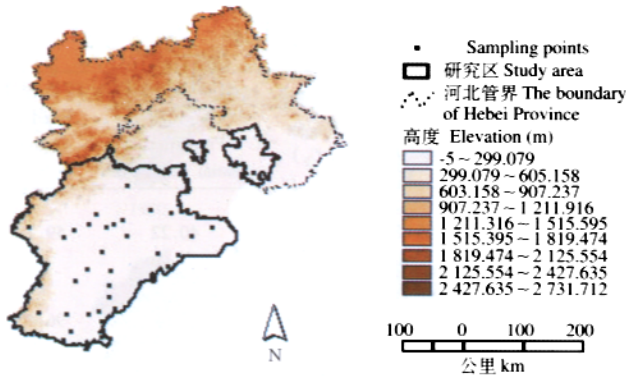 Sampling points
研究区 Study area
河北管界 The boundary
of Hebei Province
高度 Elevation (m)
-5~299.079
299.079~605.158
603.158~907.237
907.237~1 211.916
1 211.316~1 515.595
1 515.395~1 819.474
1 819.474~2 125.554
2 125.554~2 427.635
2 427.635~2 731.712
N
100 0 100 200
公里 km